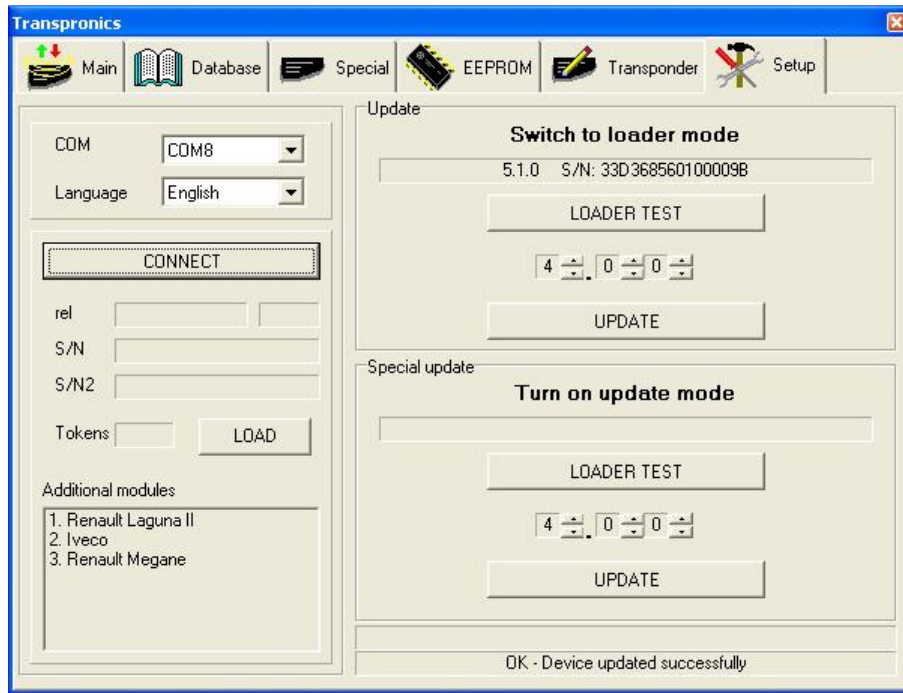 Transpronics
Main Database Special EEPROM Transponder Setup
COM COM8
Language English
CONNECT
rel
S/N
S/N2
Tokens LOAD
Additional modules
1. Renault Laguna II
2. Iveco
3. Renault Megane
Update
Switch to loader mode
5.1.0 S/N: 33D368560100009B
LOADER TEST
4 . 0 0
UPDATE
Special update
Turn on update mode
LOADER TEST
4 . 0 0
UPDATE
OK - Device updated successfully